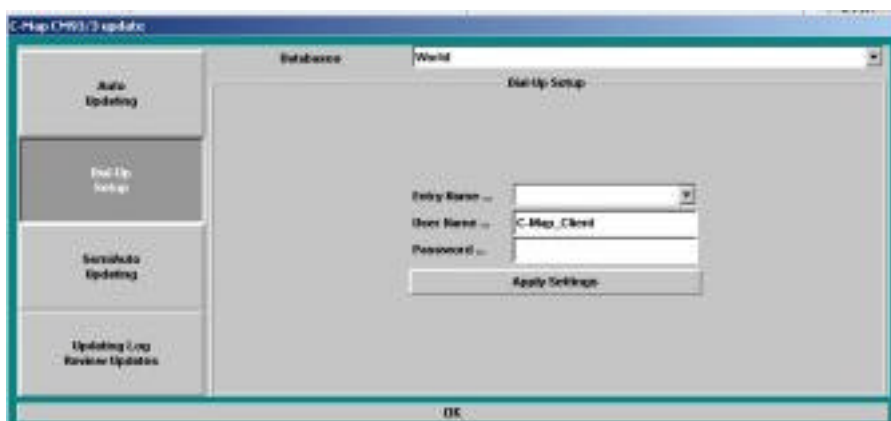 C-Map CM93/3 update
Databases World
Auto
Updating
Dial-Up Setup
Dial-Up
Setup
Entry Name ...
User Name ... C-Map_Client
Password ...
SemiAuto
Updating
Apply Settings
Updating Log
Review Updates
OK